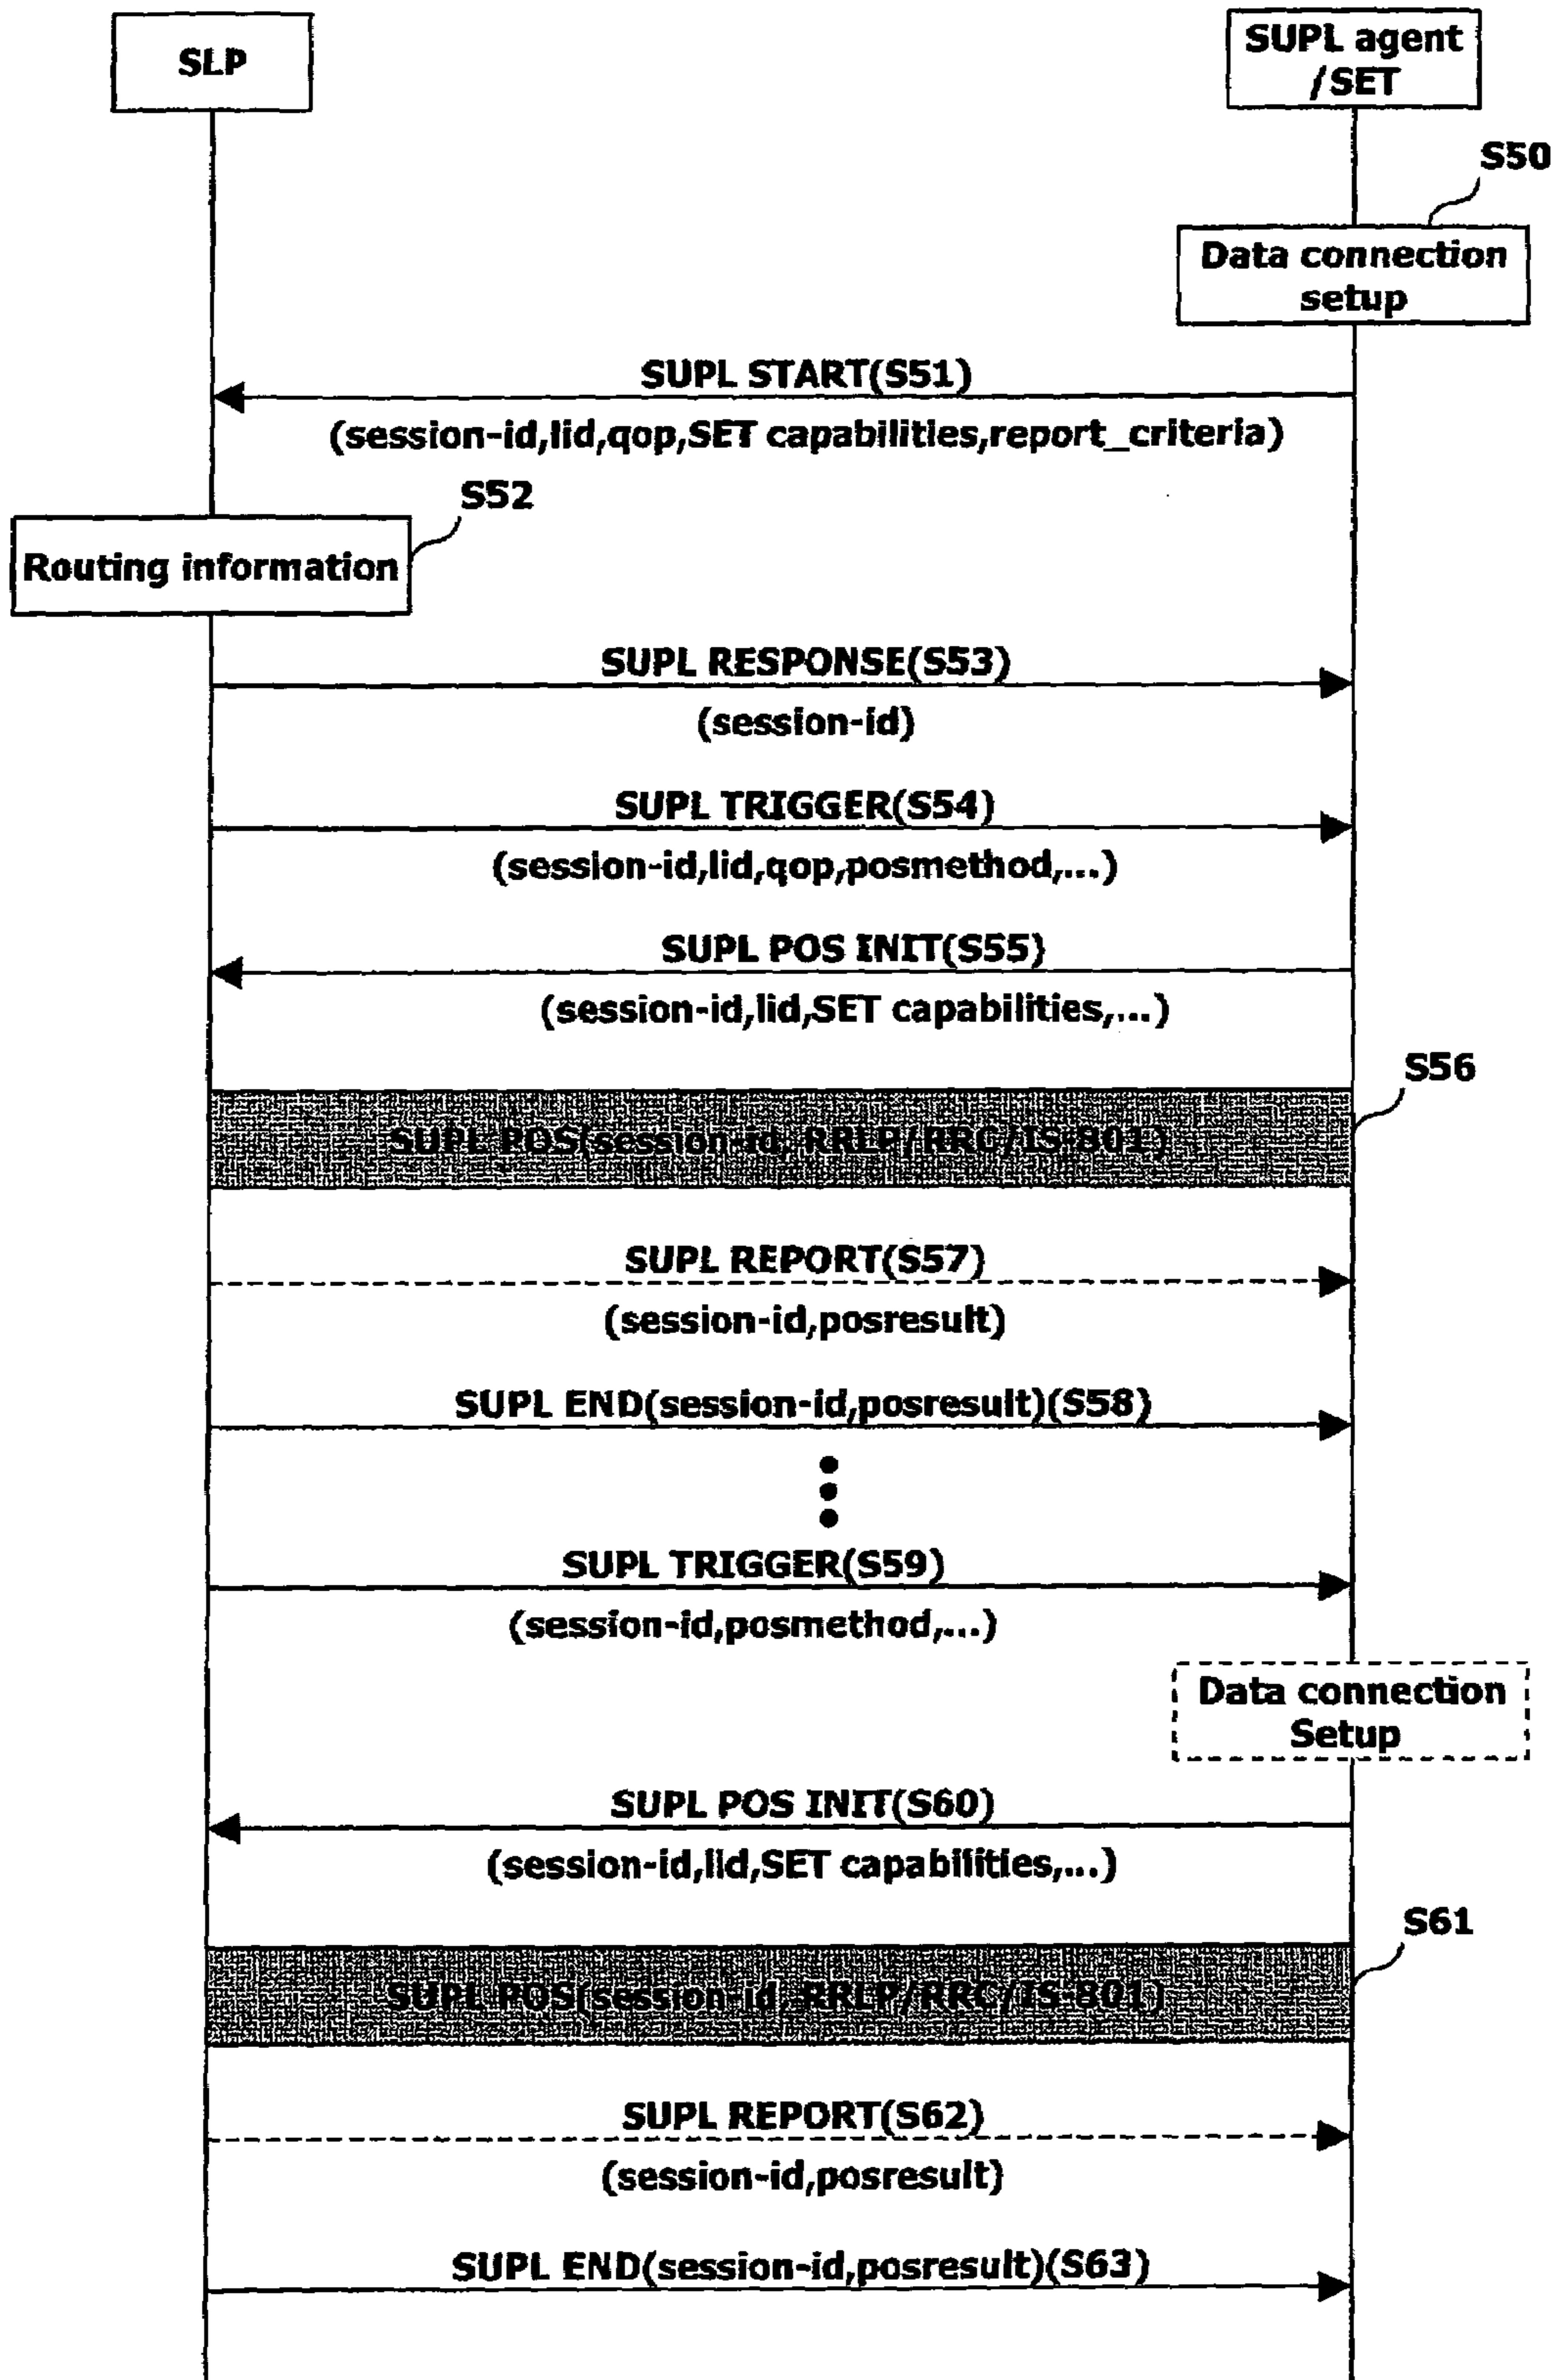 SLP
SUPL agent
/SET
S50
Data connection
setup
SUPL START(S51)
(session-id,lid,qop,SET capabilities,report_criteria)
S52
Routing information
SUPL RESPONSE(S53)
(session-id)
SUPL TRIGGER(S54)
(session-id,lid,qop,posmethod,...)
SUPL POS INIT(S55)
(session-id,lid,SET capabilities,...)
S56
SUPL POS(session-id, RRLP/RRC/IS-801)
SUPL REPORT(S57)
(session-id,posresult)
SUPL END(session-id,posresult)(S58)
SUPL TRIGGER(S59)
(session-id,posmethod,...)
Data connection
Setup
SUPL POS INIT(S60)
(session-id,lid,SET capabilities,...)
S61
SUPL POS(session-id, RRLP/RRC/IS-801)
SUPL REPORT(S62)
(session-id,posresult)
SUPL END(session-id,posresult)(S63)